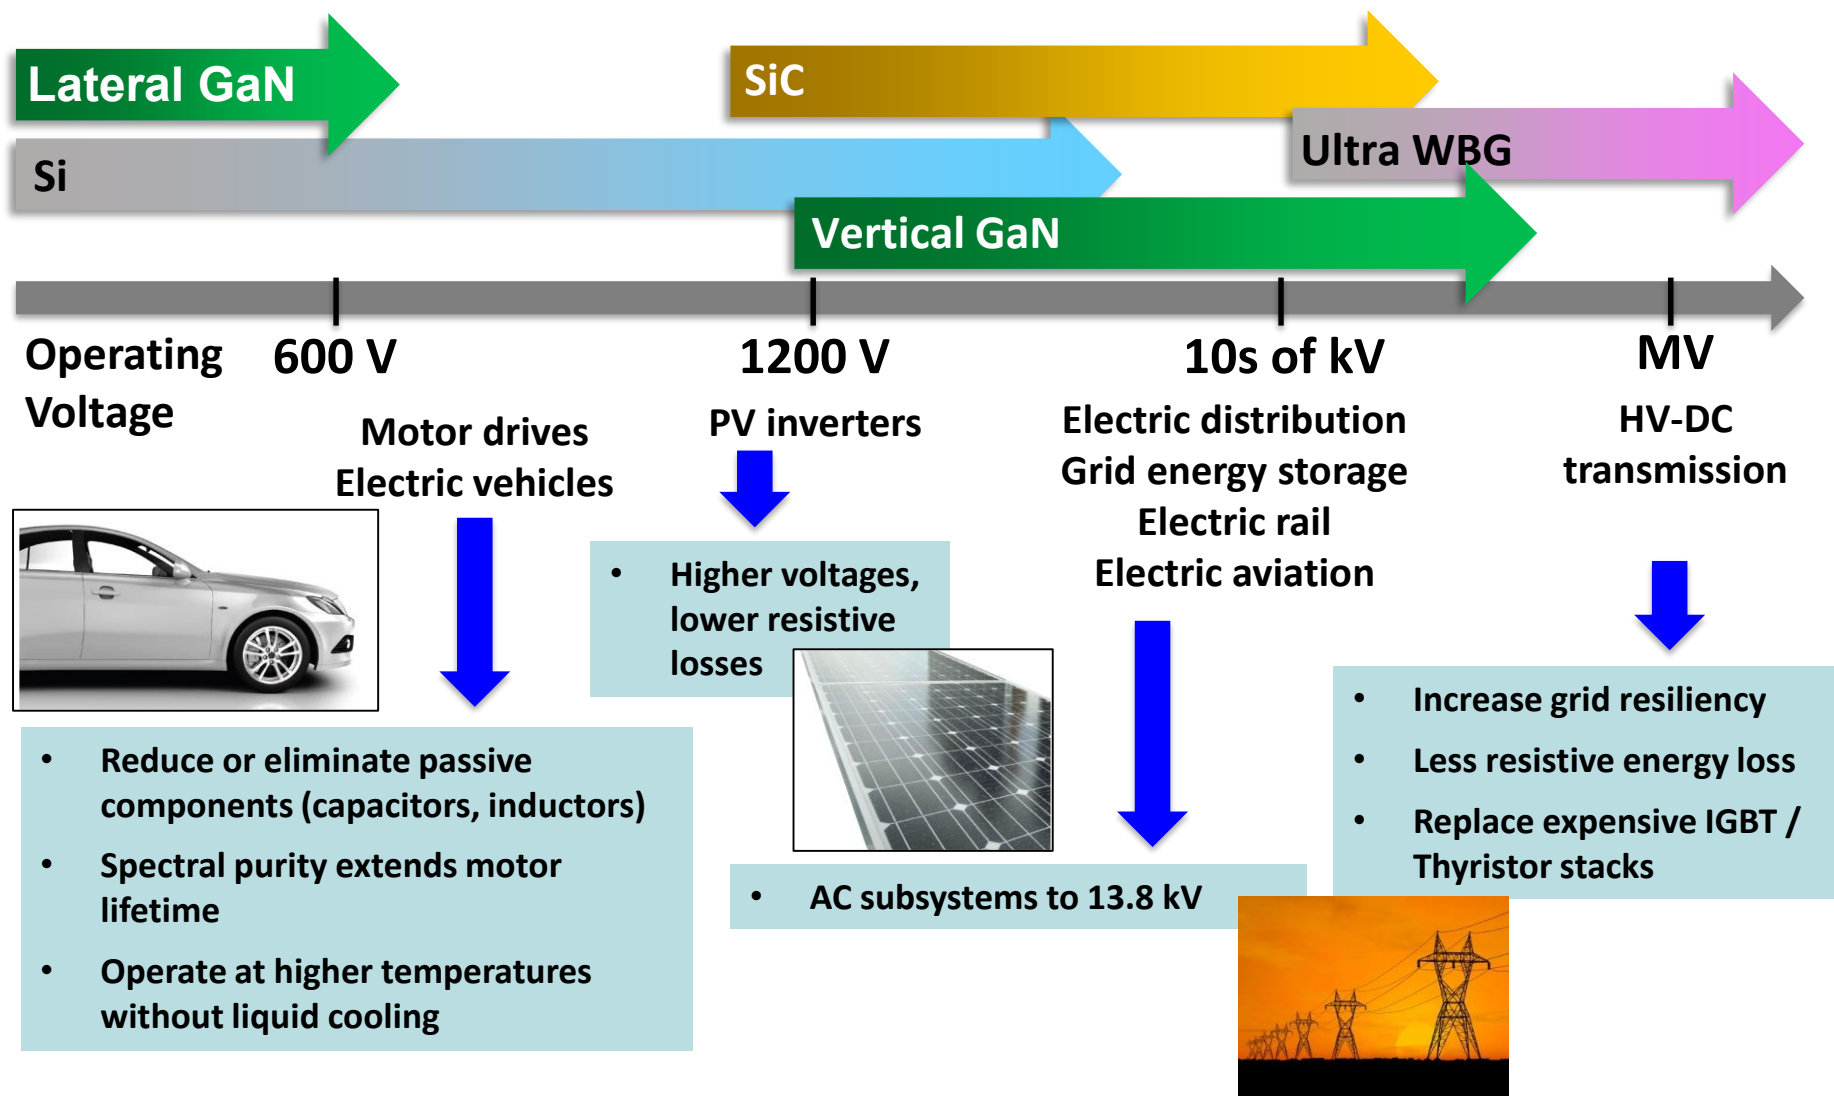 Lateral GaN
SiC
Ultra WBG
Si
Vertical GaN
Operating
Voltage
600 V
1200 V
10s of kV
MV
Motor drives
Electric vehicles
PV inverters
Electric distribution
Grid energy storage
Electric rail
Electric aviation
HV-DC
transmission
• Reduce or eliminate passive
components (capacitors, inductors)
• Spectral purity extends motor
lifetime
• Operate at higher temperatures
without liquid cooling
• Higher voltages,
lower resistive
losses
• AC subsystems to 13.8 kV
• Increase grid resiliency
• Less resistive energy loss
• Replace expensive IGBT /
Thyristor stacks